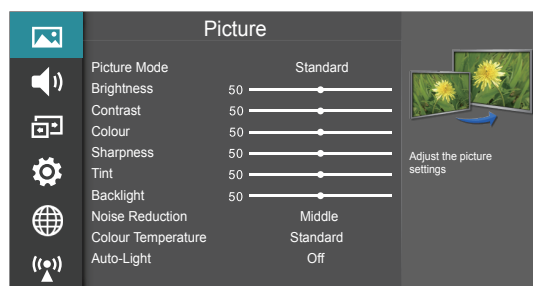 Picture
Picture Mode Standard
Brightness 50
Contrast 50
Colour 50
Sharpness 50
Tint 50
Backlight 50
Noise Reduction Middle
Colour Temperature Standard
Auto-Light Off
Adjust the picture
settings